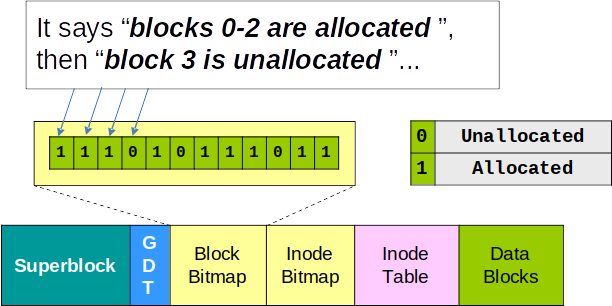 It says “blocks 0-2 are allocated ”,
then “block 3 is unallocated ”...
1 1 1 0 1 0 1 1 1 0 1 1
0 Unallocated
1 Allocated
Superblock
G
D
T
Block
Bitmap
Inode
Bitmap
Inode
Table
Data
Blocks